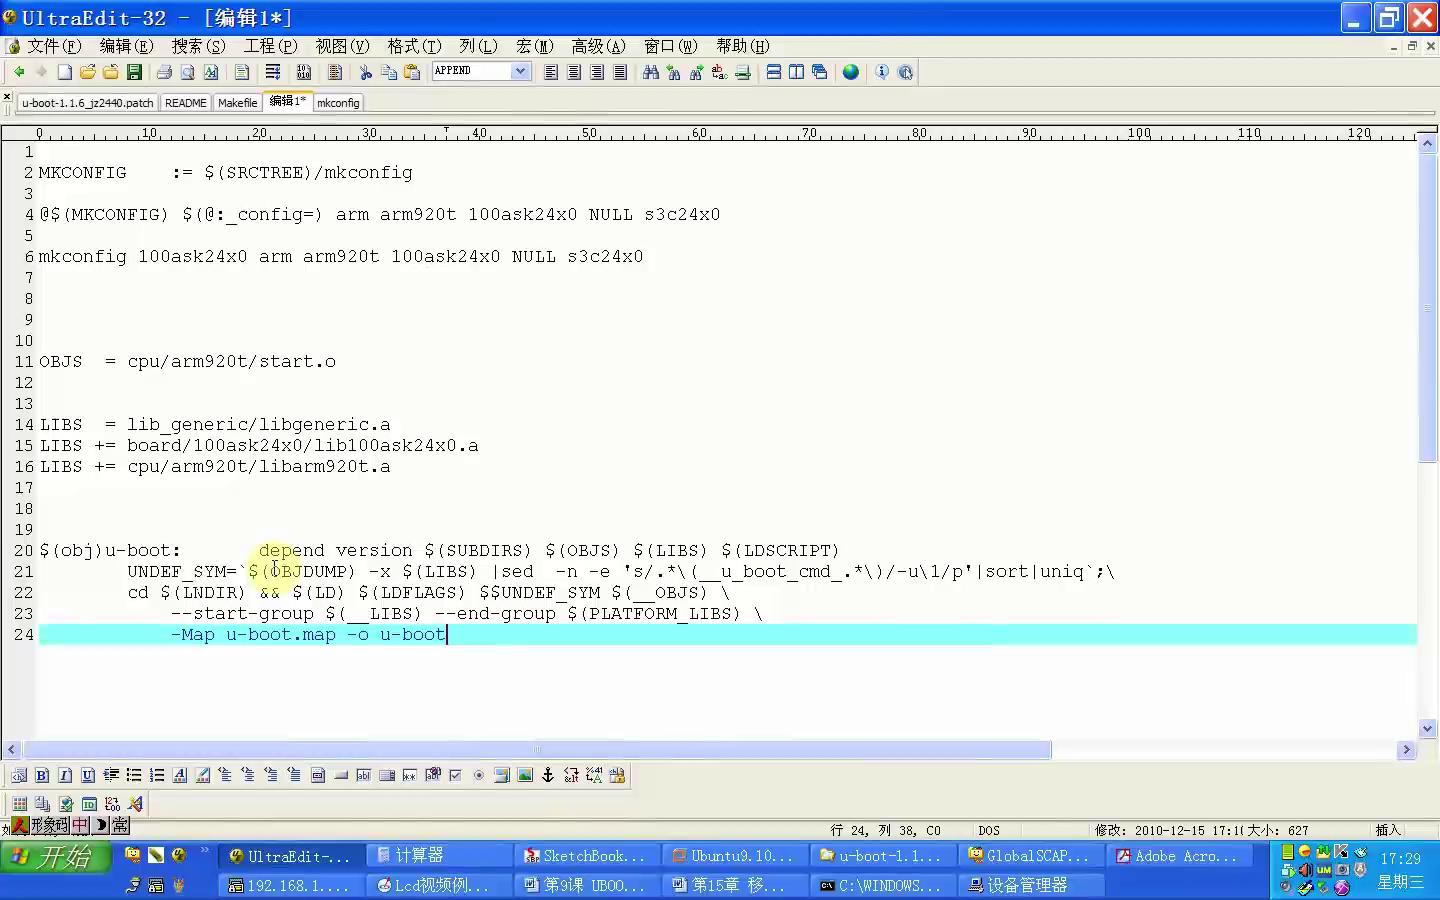 UltraEdit-32 - [编辑1*]
文件(F) 编辑(E) 搜索(S) 工程(P) 视图(V) 格式(T) 列(L) 宏(M) 高级(A) 窗口(W) 帮助(H)
APPEND
u-boot-1.1.6_jz2440.patch README Makefile 编辑1* mkconfig
0 10 20 30 40 50 60 70 80 90 100 110 120
1
2 MKCONFIG := $(SRCTREE)/mkconfig
3
4 @$(MKCONFIG) $(@:_config=) arm arm920t 100ask24x0 NULL s3c24x0
5
6 mkconfig 100ask24x0 arm arm920t 100ask24x0 NULL s3c24x0
7
8
9
10
11 OBJS = cpu/arm920t/start.o
12
13
14 LIBS = lib_generic/libgeneric.a
15 LIBS += board/100ask24x0/lib100ask24x0.a
16 LIBS += cpu/arm920t/libarm920t.a
17
18
19
20 $(obj)u-boot: depend version $(SUBDIRS) $(OBJS) $(LIBS) $(LDSCRIPT)
21 UNDEF_SYM=`$(OBJDUMP) -x $(LIBS) |sed -n -e 's/.*\(__u_boot_cmd_.*\)/-u\1/p'|sort|uniq`;\
22 cd $(LNDIR) && $(LD) $(LDFLAGS) $$UNDEF_SYM $(__OBJS) \
23 --start-group $(__LIBS) --end-group $(PLATFORM_LIBS) \
24 -Map u-boot.map -o u-boot
形象码 中 常
行 24, 列 38, C0 DOS 修改: 2010-12-15 17:1 大小: 627 插入
开始 UltraEdit-... 计算器 SketchBook... Ubuntu9.10... u-boot-1.1... GlobalSCAP... Adobe Acro... 17:29
192.168.1.... Lcd视频例... 第9课 UBOO... 第15章 移... C:\WINDOWS... 设备管理器 星期三